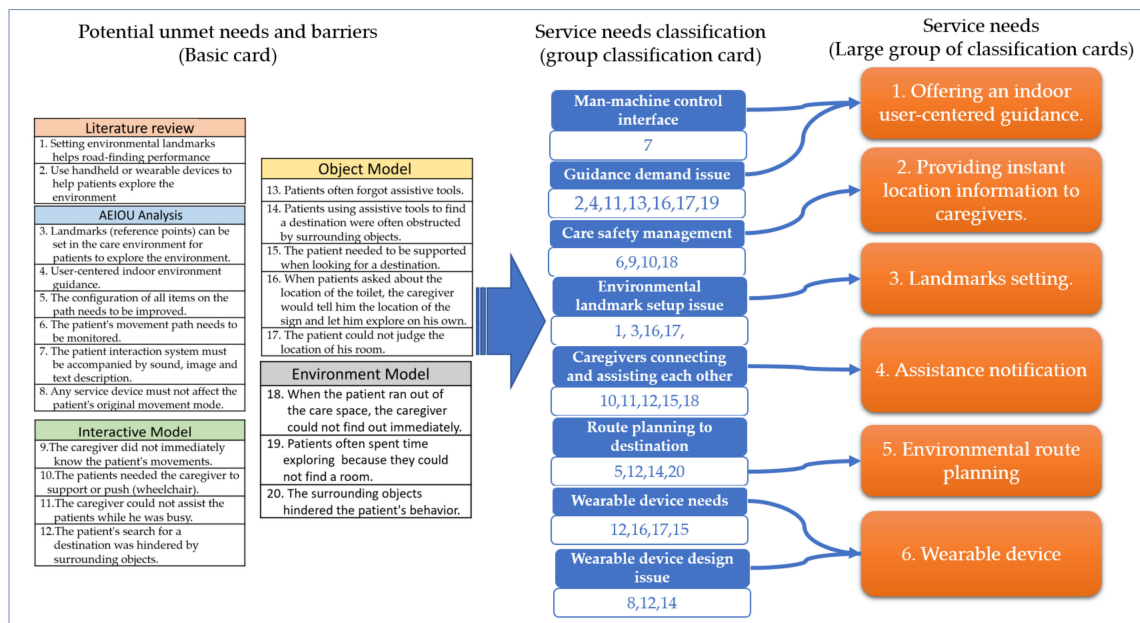 Potential unmet needs and barriers
(Basic card)
Literature review
1. Setting environmental landmarks
helps road-finding performance
2. Use handheld or wearable devices to
help patients explore the
environment
AEIOU Analysis
3. Landmarks (reference points) can be
set in the care environment for
patients to explore the environment.
4. User-centered indoor environment
guidance.
5. The configuration of all items on the
path needs to be improved.
6. The patient's movement path needs to
be monitored.
7. The patient interaction system must
be accompanied by sound, image and
text description.
8. Any service device must not affect the
patient's original movement mode.
Interactive Model
9.The caregiver did not immediately
know the patient's movements.
10.The patients needed the caregiver to
support or push (wheelchair).
11.The caregiver could not assist the
patients while he was busy.
12.The patient's search for a
destination was hindered by
surrounding objects.
Object Model
13. Patients often forgot assistive tools.
14. Patients using assistive tools to find
a destination were often obstructed
by surrounding objects.
15. The patient needed to be supported
when looking for a destination.
16. When patients asked about the
location of the toilet, the caregiver
would tell him the location of the
sign and let him explore on his own.
17. The patient could not judge the
location of his room.
Environment Model
18. When the patient ran out of
the care space, the caregiver
could not find out immediately.
19. Patients often spent time
exploring because they could
not find a room.
20. The surrounding objects
hindered the patient's behavior.
Service needs classification
(group classification card)
Man-machine control
interface
7
Guidance demand issue
2,4,11,13,16,17,19
Care safety management
6,9,10,18
Environmental
landmark setup issue
1, 3,16,17,
Caregivers connecting
and assisting each other
10,11,12,15,18
Route planning to
destination
5,12,14,20
Wearable device needs
12,16,17,15
Wearable device design
issue
8,12,14
Service needs
(Large group of classification cards)
1. Offering an indoor
user-centered guidance.
2. Providing instant
location information to
caregivers.
3. Landmarks setting.
4. Assistance notification
5. Environmental route
planning
6. Wearable device